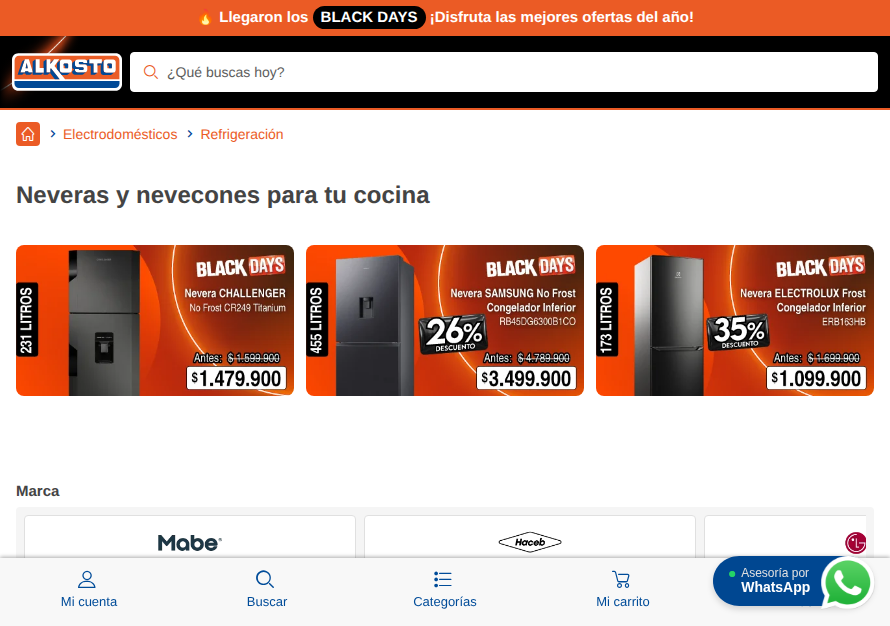 🔥 Llegaron los BLACK DAYS ¡Disfruta las mejores ofertas del año!
ALKOSTO
¿Qué buscas hoy?
Electrodomésticos
Refrigeración
Neveras y nevecones para tu cocina
231 LITROS
BLACK DAYS
Nevera CHALLENGER
No Frost CR249 Titanium
Antes: $ 1.599.900
$1.479.900
455 LITROS
BLACK DAYS
Nevera SAMSUNG No Frost
Congelador Inferior
RB45DG6300B1CO
26%
DESCUENTO
Antes: $ 4.789.900
$3.499.900
173 LITROS
BLACK DAYS
Nevera ELECTROLUX Frost
Congelador Inferior
ERB163HB
35%
DESCUENTO
Antes: $ 1.699.900
$1.099.900
Marca
Mabe
Haceb
LG
Mi cuenta
Buscar
Categorías
Mi carrito
Asesoría por
WhatsApp